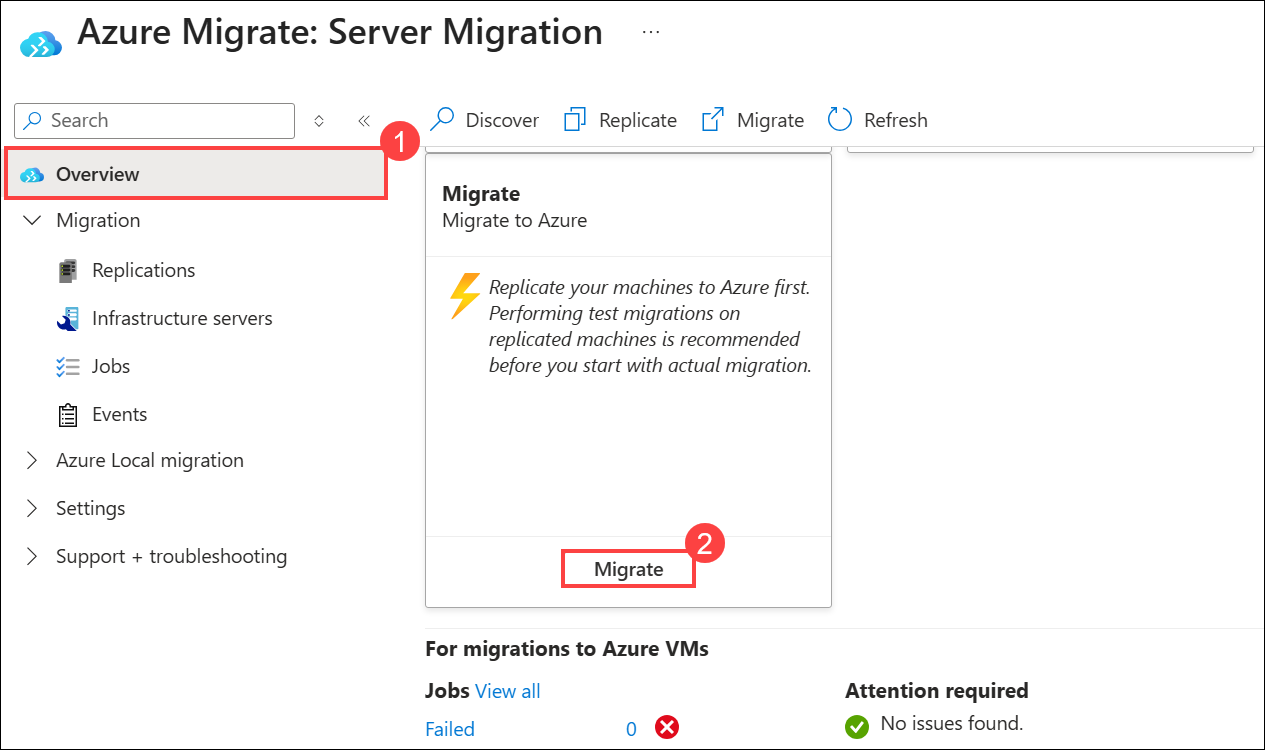 Azure Migrate: Server Migration ...
Search
Discover Replicate Migrate Refresh
1
Overview
Migration
Replications
Infrastructure servers
Jobs
Events
Azure Local migration
Settings
Support + troubleshooting
Migrate
Migrate to Azure
Replicate your machines to Azure first.
Performing test migrations on
replicated machines is recommended
before you start with actual migration.
2
Migrate
For migrations to Azure VMs
Jobs View all
Failed 0
Attention required
No issues found.